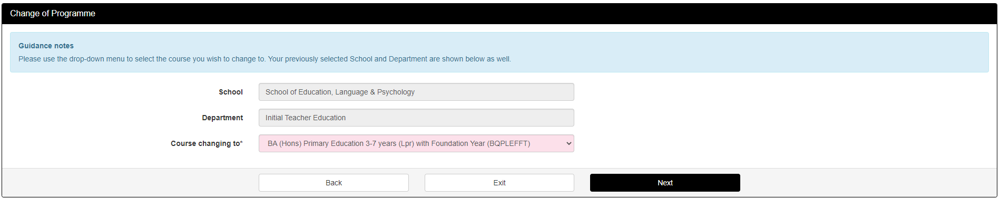 Change of Programme
Guidance notes
Please use the drop-down menu to select the course you wish to change to. Your previously selected School and Department are shown below as well.
School School of Education, Language & Psychology
Department Initial Teacher Education
Course changing to* BA (Hons) Primary Education 3-7 years (Lpr) with Foundation Year (BQPLEFFT)
Back Exit Next